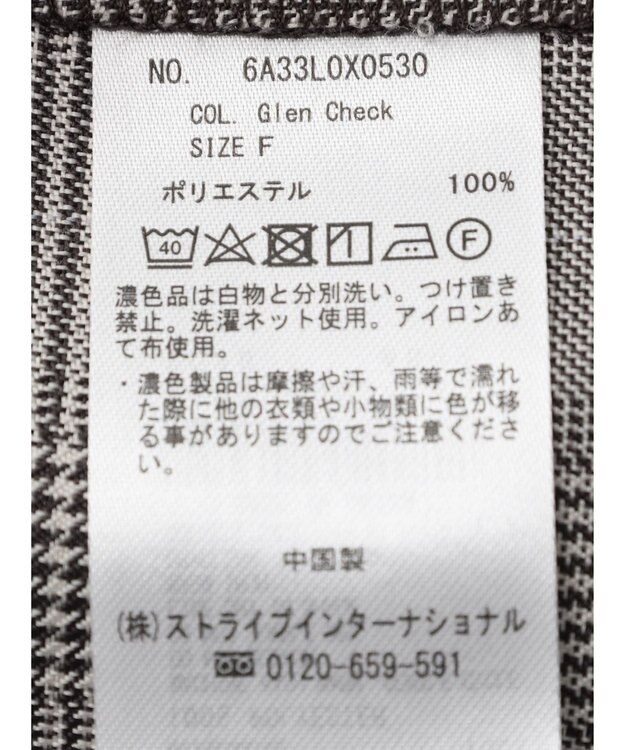 NO. 6A33L0X0530
COL. Glen Check
SIZE F
ポリエステル 100%
40 F
濃色品は白物と分別洗い。つけ置き
禁止。洗濯ネット使用。アイロンあ
て布使用。
・濃色製品は摩擦や汗、雨等で濡れ
た際に他の衣類や小物類に色が移
る事がありますのでご注意くださ
い。
中国製
(株)ストライプインターナショナル
0120-659-591